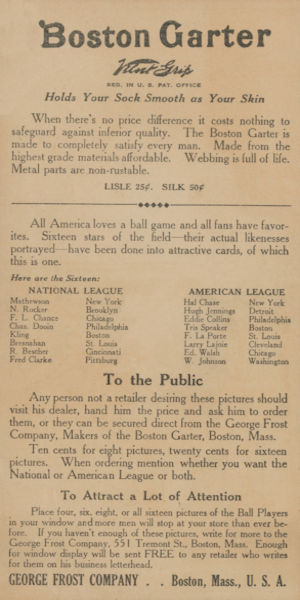 Boston Garter
Velvet Grip
REG. IN U. S. PAT. OFFICE
Holds Your Sock Smooth as Your Skin
When there's no price difference it costs nothing to
safeguard against inferior quality. The Boston Garter is
made to completely satisfy every man. Made from the
highest grade materials affordable. Webbing is full of life.
Metal parts are non-rustable.
LISLE 25¢. SILK 50¢
All America loves a ball game and all fans have favor-
ites. Sixteen stars of the field—their actual likenesses
portrayed—have been done into attractive cards, of which
this is one.
Here are the Sixteen:
NATIONAL LEAGUE
Mathewson New York
N. Rucker Brooklyn
F. L. Chance Chicago
Chas. Dooin Philadelphia
Kling Boston
Bresnahan St. Louis
R. Bescher Cincinnati
Fred Clarke Pittsburg
AMERICAN LEAGUE
Hal Chase New York
Hugh Jennings Detroit
Eddie Collins Philadelphia
Tris Speaker Boston
F. La Porte St. Louis
Larry Lajoie Cleveland
Ed. Walsh Chicago
W. Johnson Washington
To the Public
Any person not a retailer desiring these pictures should
visit his dealer, hand him the price and ask him to order
them, or they can be secured direct from the George Frost
Company, Makers of the Boston Garter, Boston, Mass.
Ten cents for eight pictures, twenty cents for sixteen
pictures. When ordering mention whether you want the
National or American League or both.
To Attract a Lot of Attention
Place four, six, eight, or all sixteen pictures of the Ball Players
in your window and more men will stop at your store than ever be-
fore. If you haven't enough of these pictures, write for more to the
George Frost Company, 551 Tremont St., Boston, Mass. Enough
for window display will be sent FREE to any retailer who writes
for them on his business letterhead.
GEORGE FROST COMPANY . . Boston, Mass., U. S. A.